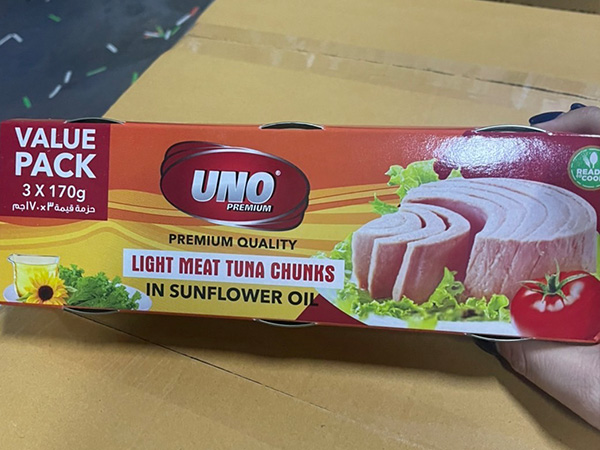 VALUE
PACK
3 X 170g
حزمة قيمة ٣×١٧٠جم
UNO
PREMIUM
PREMIUM QUALITY
LIGHT MEAT TUNA CHUNKS
IN SUNFLOWER OIL
READY